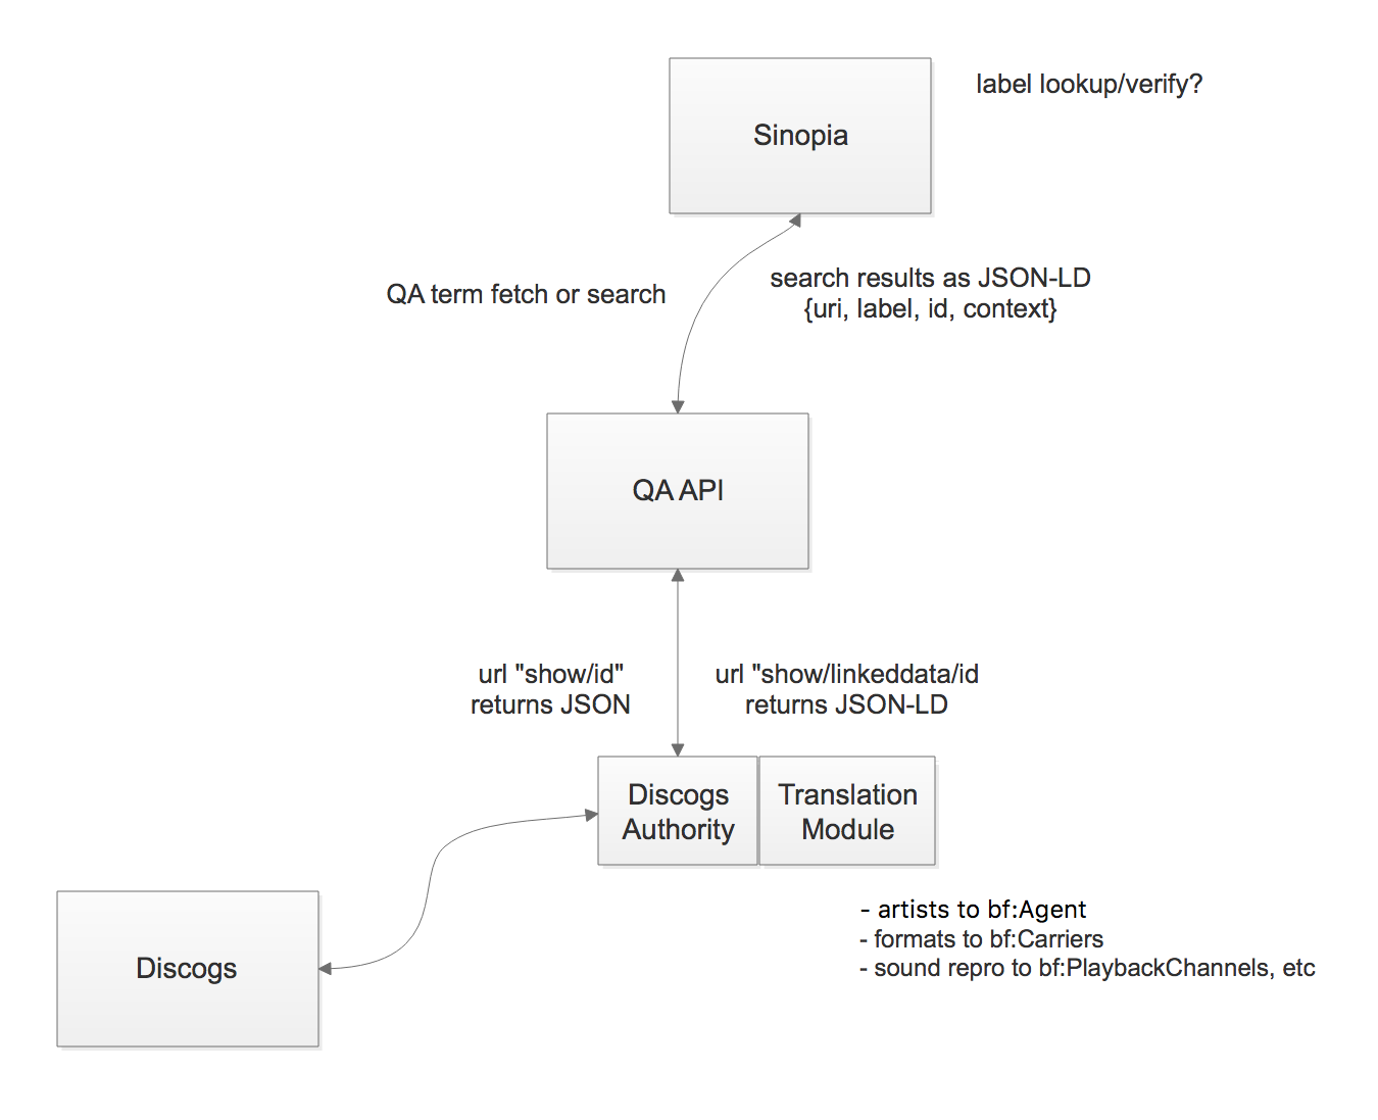 Sinopia
label lookup/verify?
QA term fetch or search
search results as JSON-LD
{uri, label, id, context}
QA API
url "show/id"
returns JSON
url "show/linkeddata/id
returns JSON-LD
Discogs
Authority
Translation
Module
- artists to bf:Agent
- formats to bf:Carriers
- sound repro to bf:PlaybackChannels, etc
Discogs